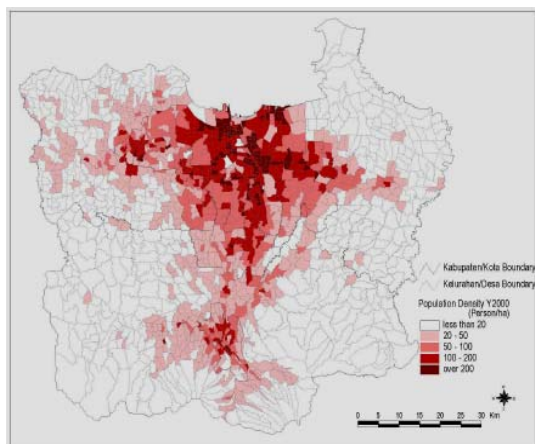 Kabupaten/Kota Boundary
Kelurahan/Desa Boundary
Population Density Y2000
(Person/ha)
less than 20
20 - 50
50 - 100
100 - 200
over 200
0 5 10 15 20 25 30 Km